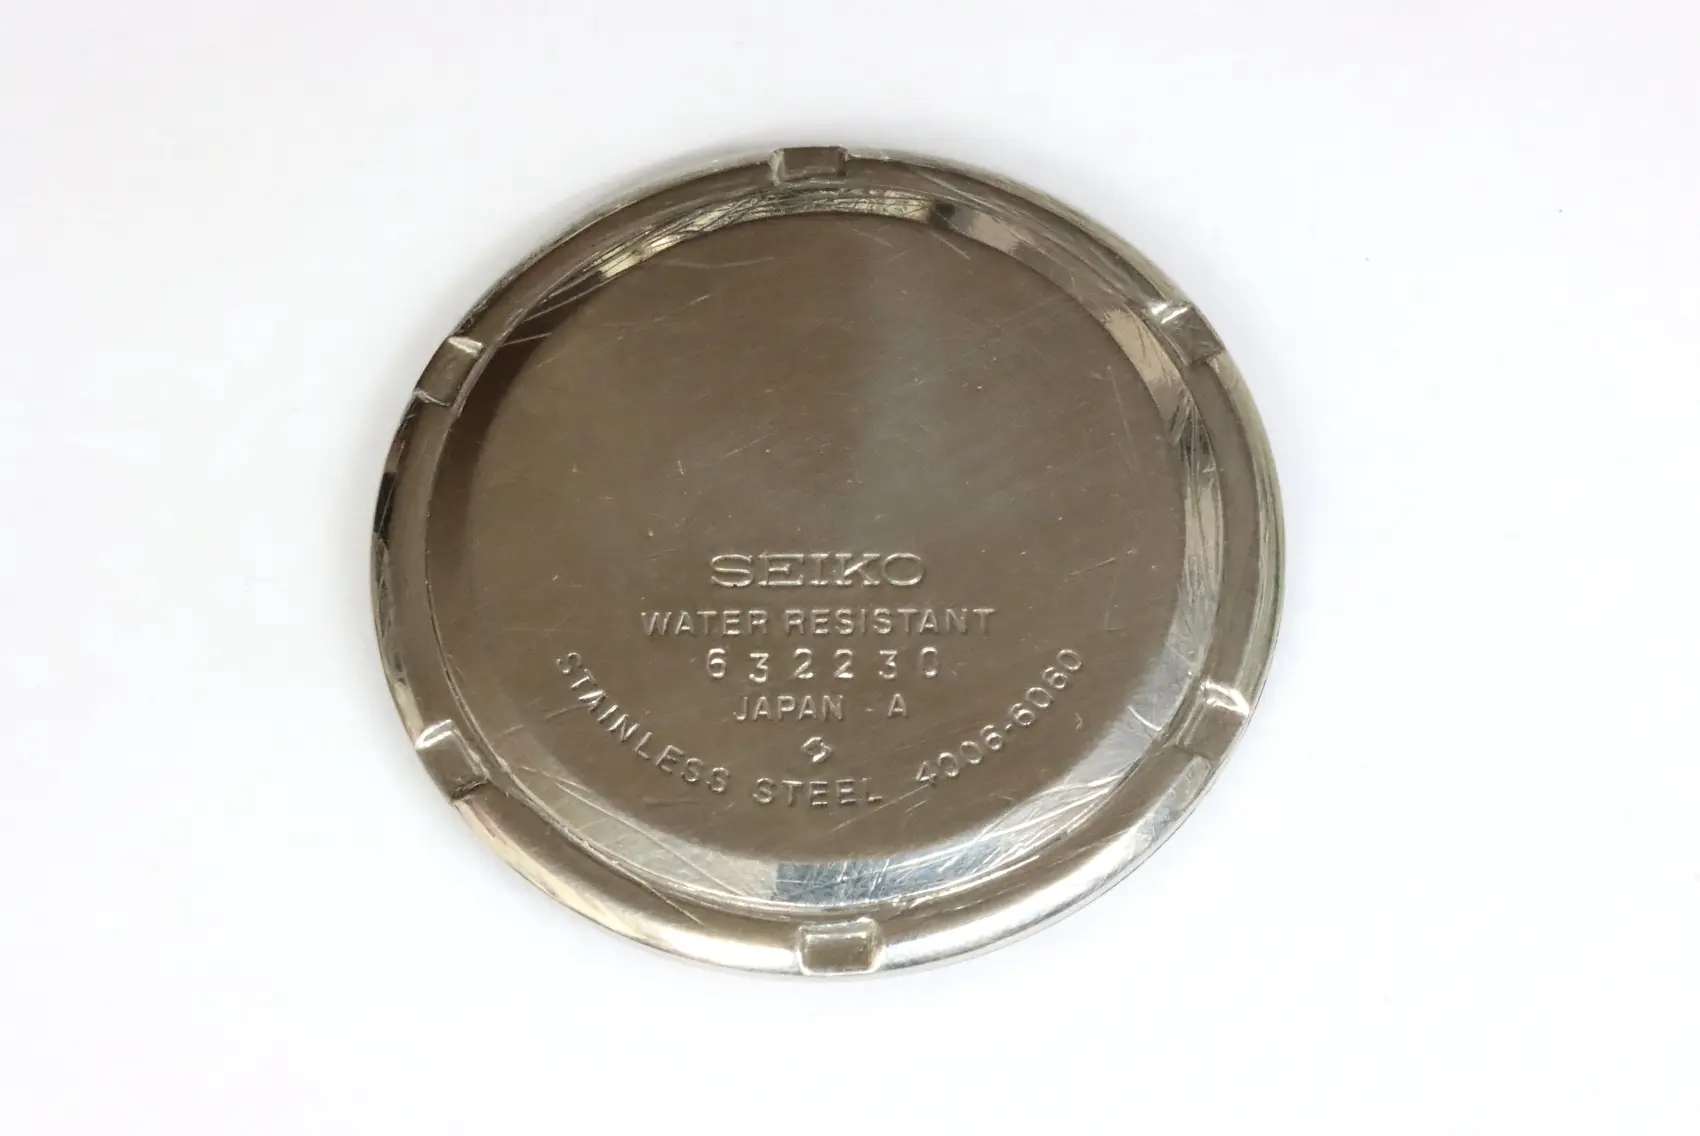 SEIKO
WATER RESISTANT
632230
JAPAN A
STAINLESS STEEL 4006-6060